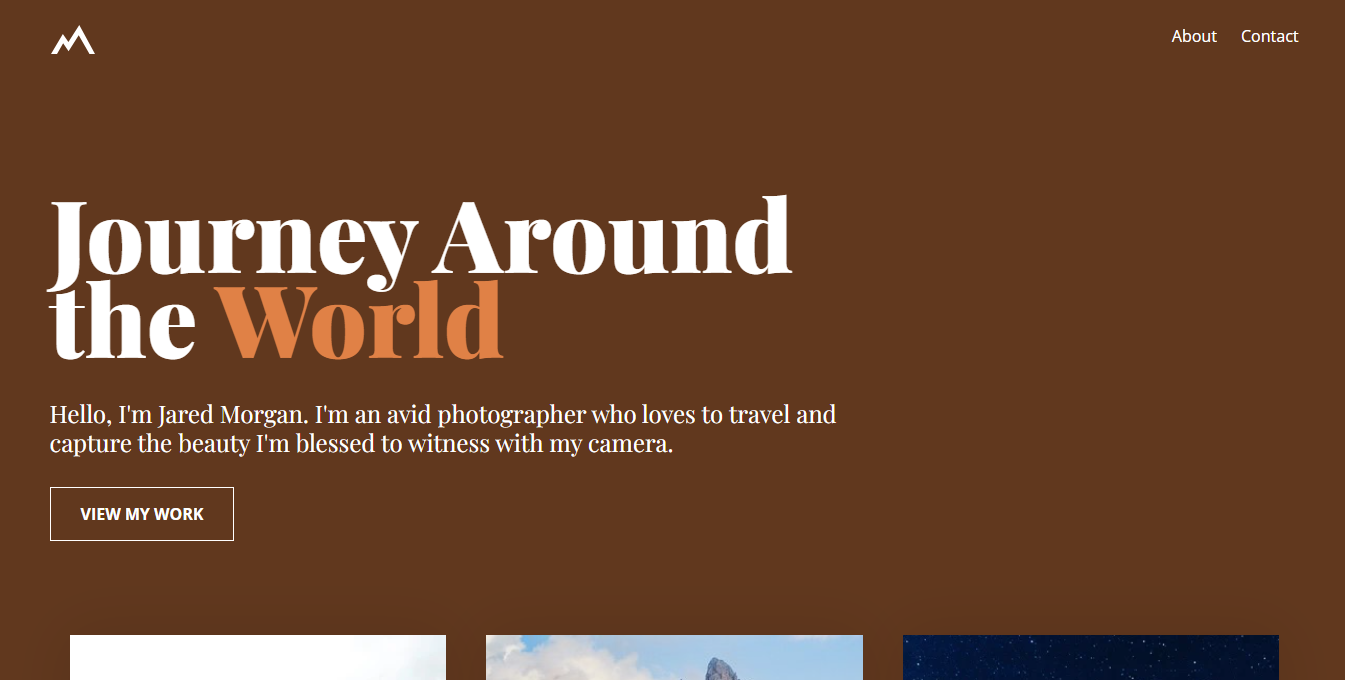 About Contact
Journey Around
the World
Hello, I'm Jared Morgan. I'm an avid photographer who loves to travel and
capture the beauty I'm blessed to witness with my camera.
VIEW MY WORK